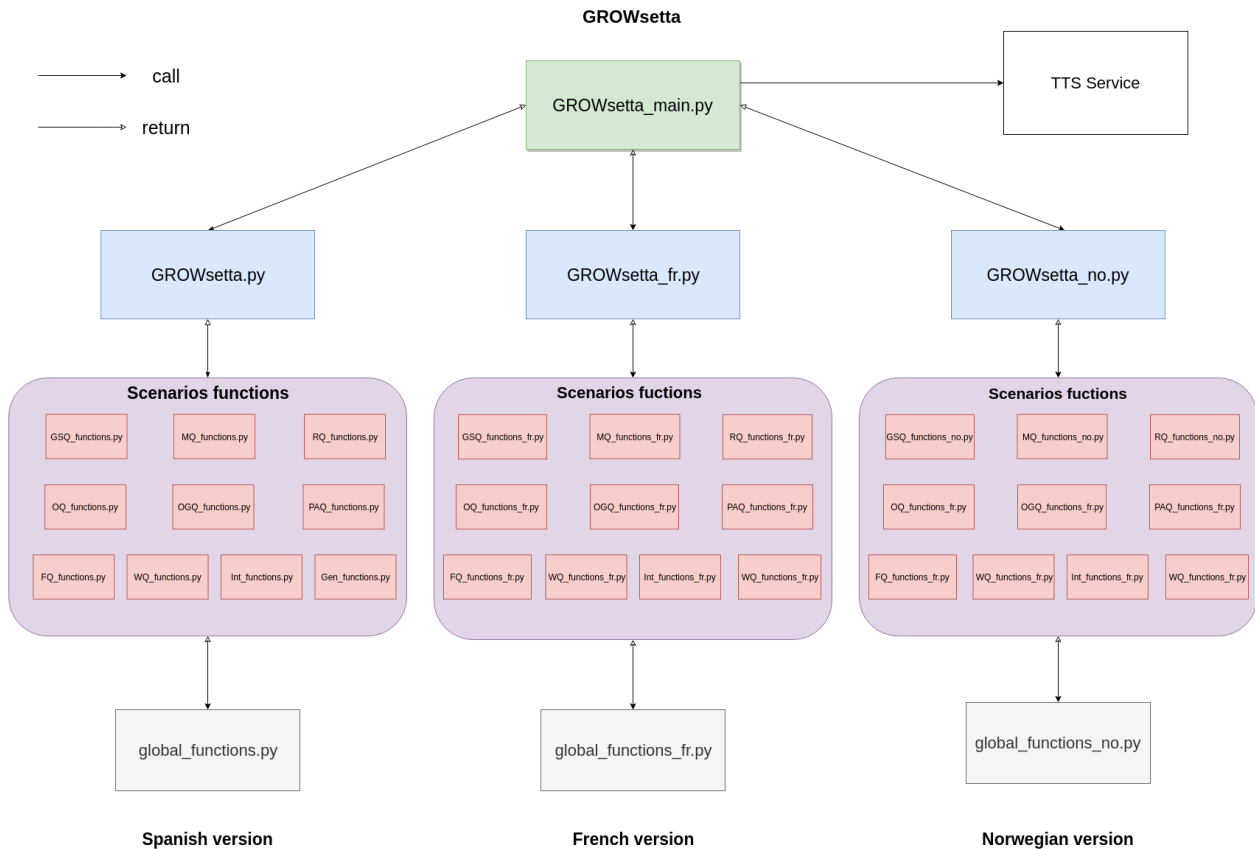 GROWsetta
call
return
GROWsetta_main.py
TTS Service
GROWsetta.py
GROWsetta_fr.py
GROWsetta_no.py
Scenarios functions
GSQ_functions.py
MQ_functions.py
RQ_functions.py
OQ_functions.py
OGQ_functions.py
PAQ_functions.py
FQ_functions.py
WQ_functions.py
Int_functions.py
Gen_functions.py
Scenarios fuctions
GSQ_functions_fr.py
MQ_functions_fr.py
RQ_functions_fr.py
OQ_functions_fr.py
OGQ_functions_fr.py
PAQ_functions_fr.py
FQ_functions_fr.py
WQ_functions_fr.py
Int_functions_fr.py
WQ_functions_fr.py
Scenarios fuctions
GSQ_functions_no.py
MQ_functions_no.py
RQ_functions_no.py
OQ_functions_fr.py
OGQ_functions_fr.py
PAQ_functions_fr.py
FQ_functions_fr.py
WQ_functions_fr.py
Int_functions_fr.py
WQ_functions_fr.py
global_functions.py
global_functions_fr.py
global_functions_no.py
Spanish version
French version
Norwegian version